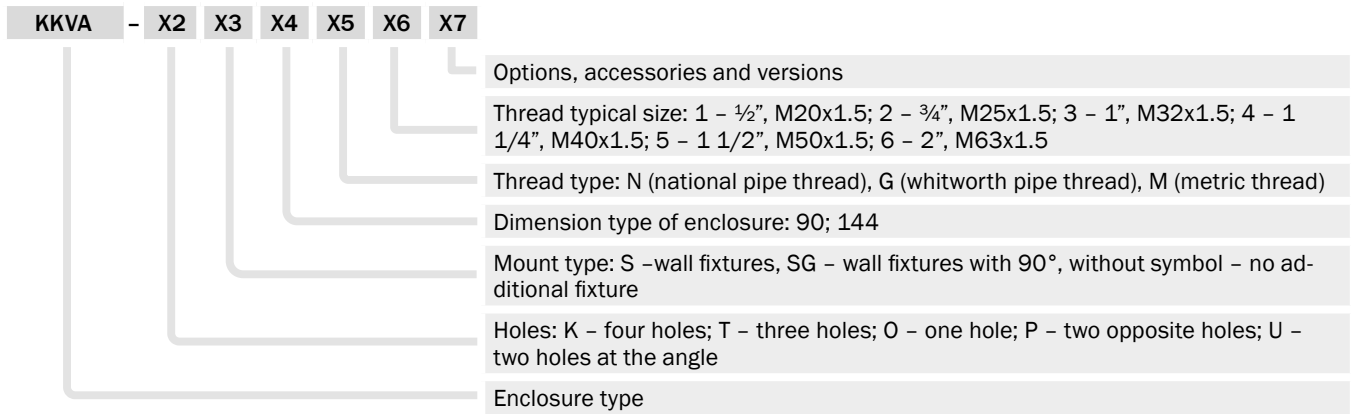 KKVA – X2 X3 X4 X5 X6 X7
Options, accessories and versions
Thread typical size: 1 – ½”, M20x1.5; 2 – ¾”, M25x1.5; 3 – 1”, M32x1.5; 4 – 1
1/4”, M40x1.5; 5 – 1 1/2”, M50x1.5; 6 – 2”, M63x1.5
Thread type: N (national pipe thread), G (whitworth pipe thread), M (metric thread)
Dimension type of enclosure: 90; 144
Mount type: S –wall fixtures, SG – wall fixtures with 90°, without symbol – no ad-
ditional fixture
Holes: K – four holes; T – three holes; O – one hole; P – two opposite holes; U –
two holes at the angle
Enclosure type